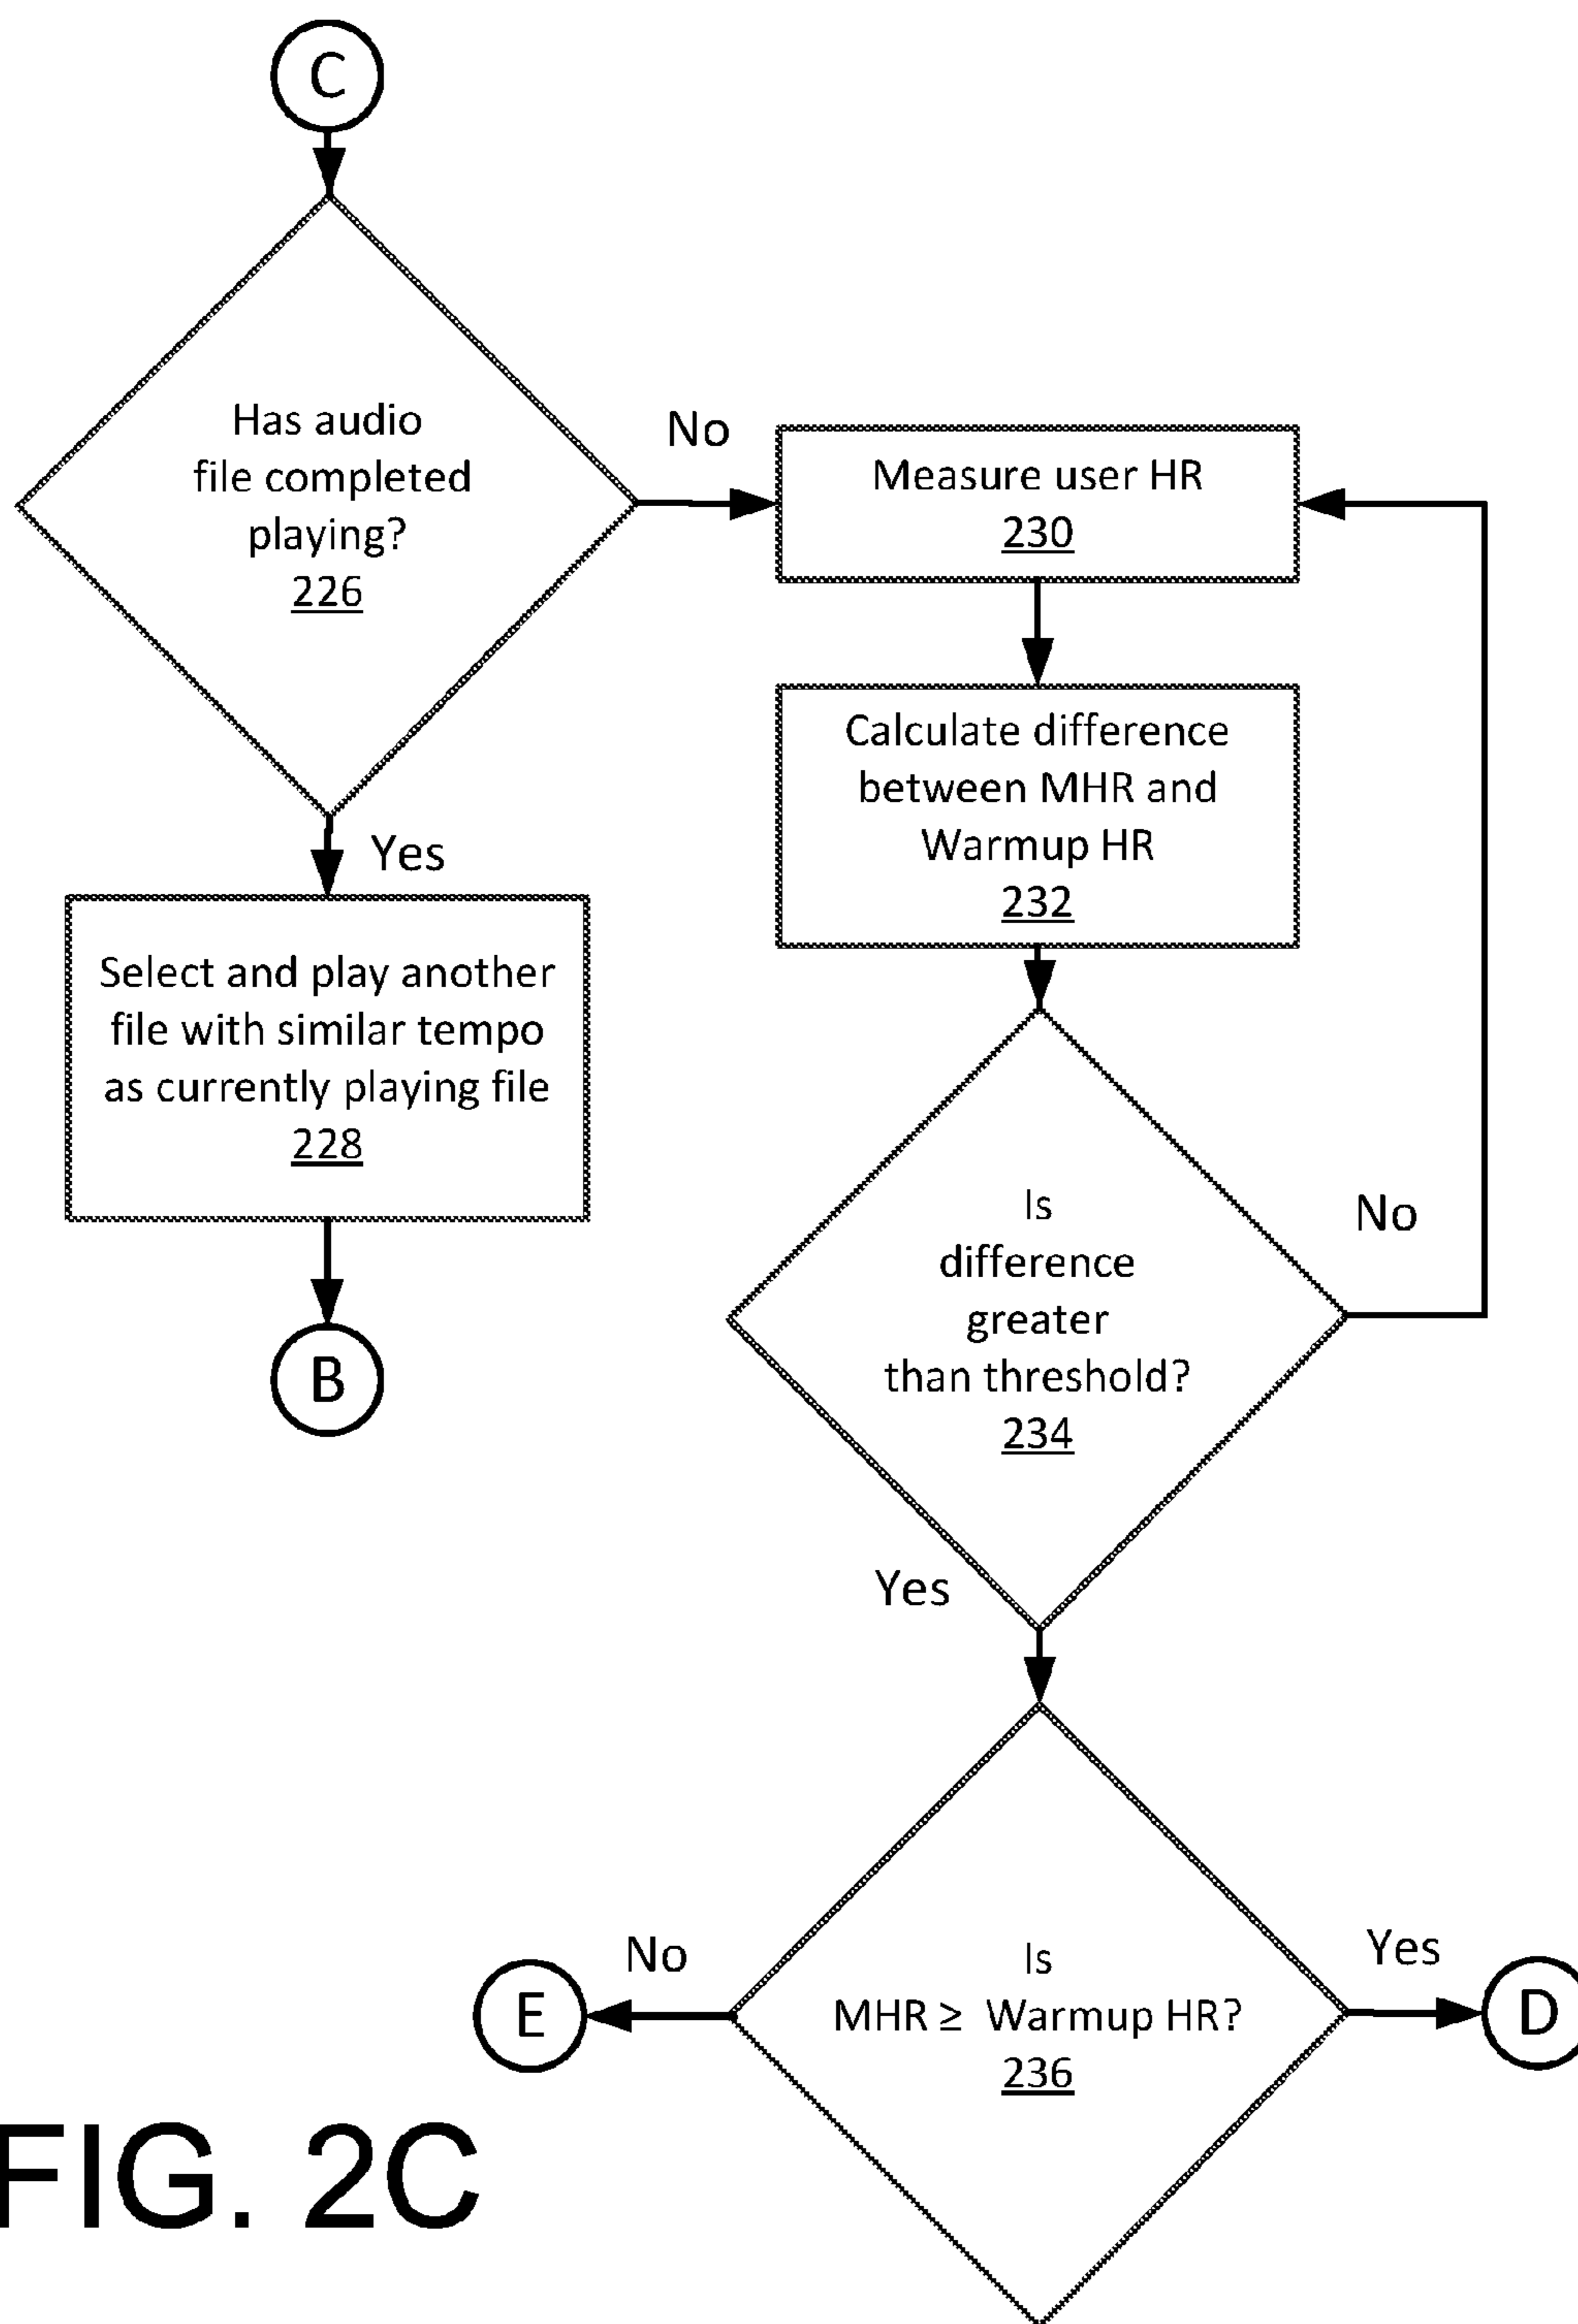 C
Has audio
file completed
playing?
226
No
Measure user HR
230
Calculate difference
between MHR and
Warmup HR
232
Yes
Select and play another
file with similar tempo
as currently playing file
228
B
Is
difference
greater
than threshold?
234
No
Yes
Is
MHR ≥ Warmup HR?
236
No
E
Yes
D
FIG. 2C